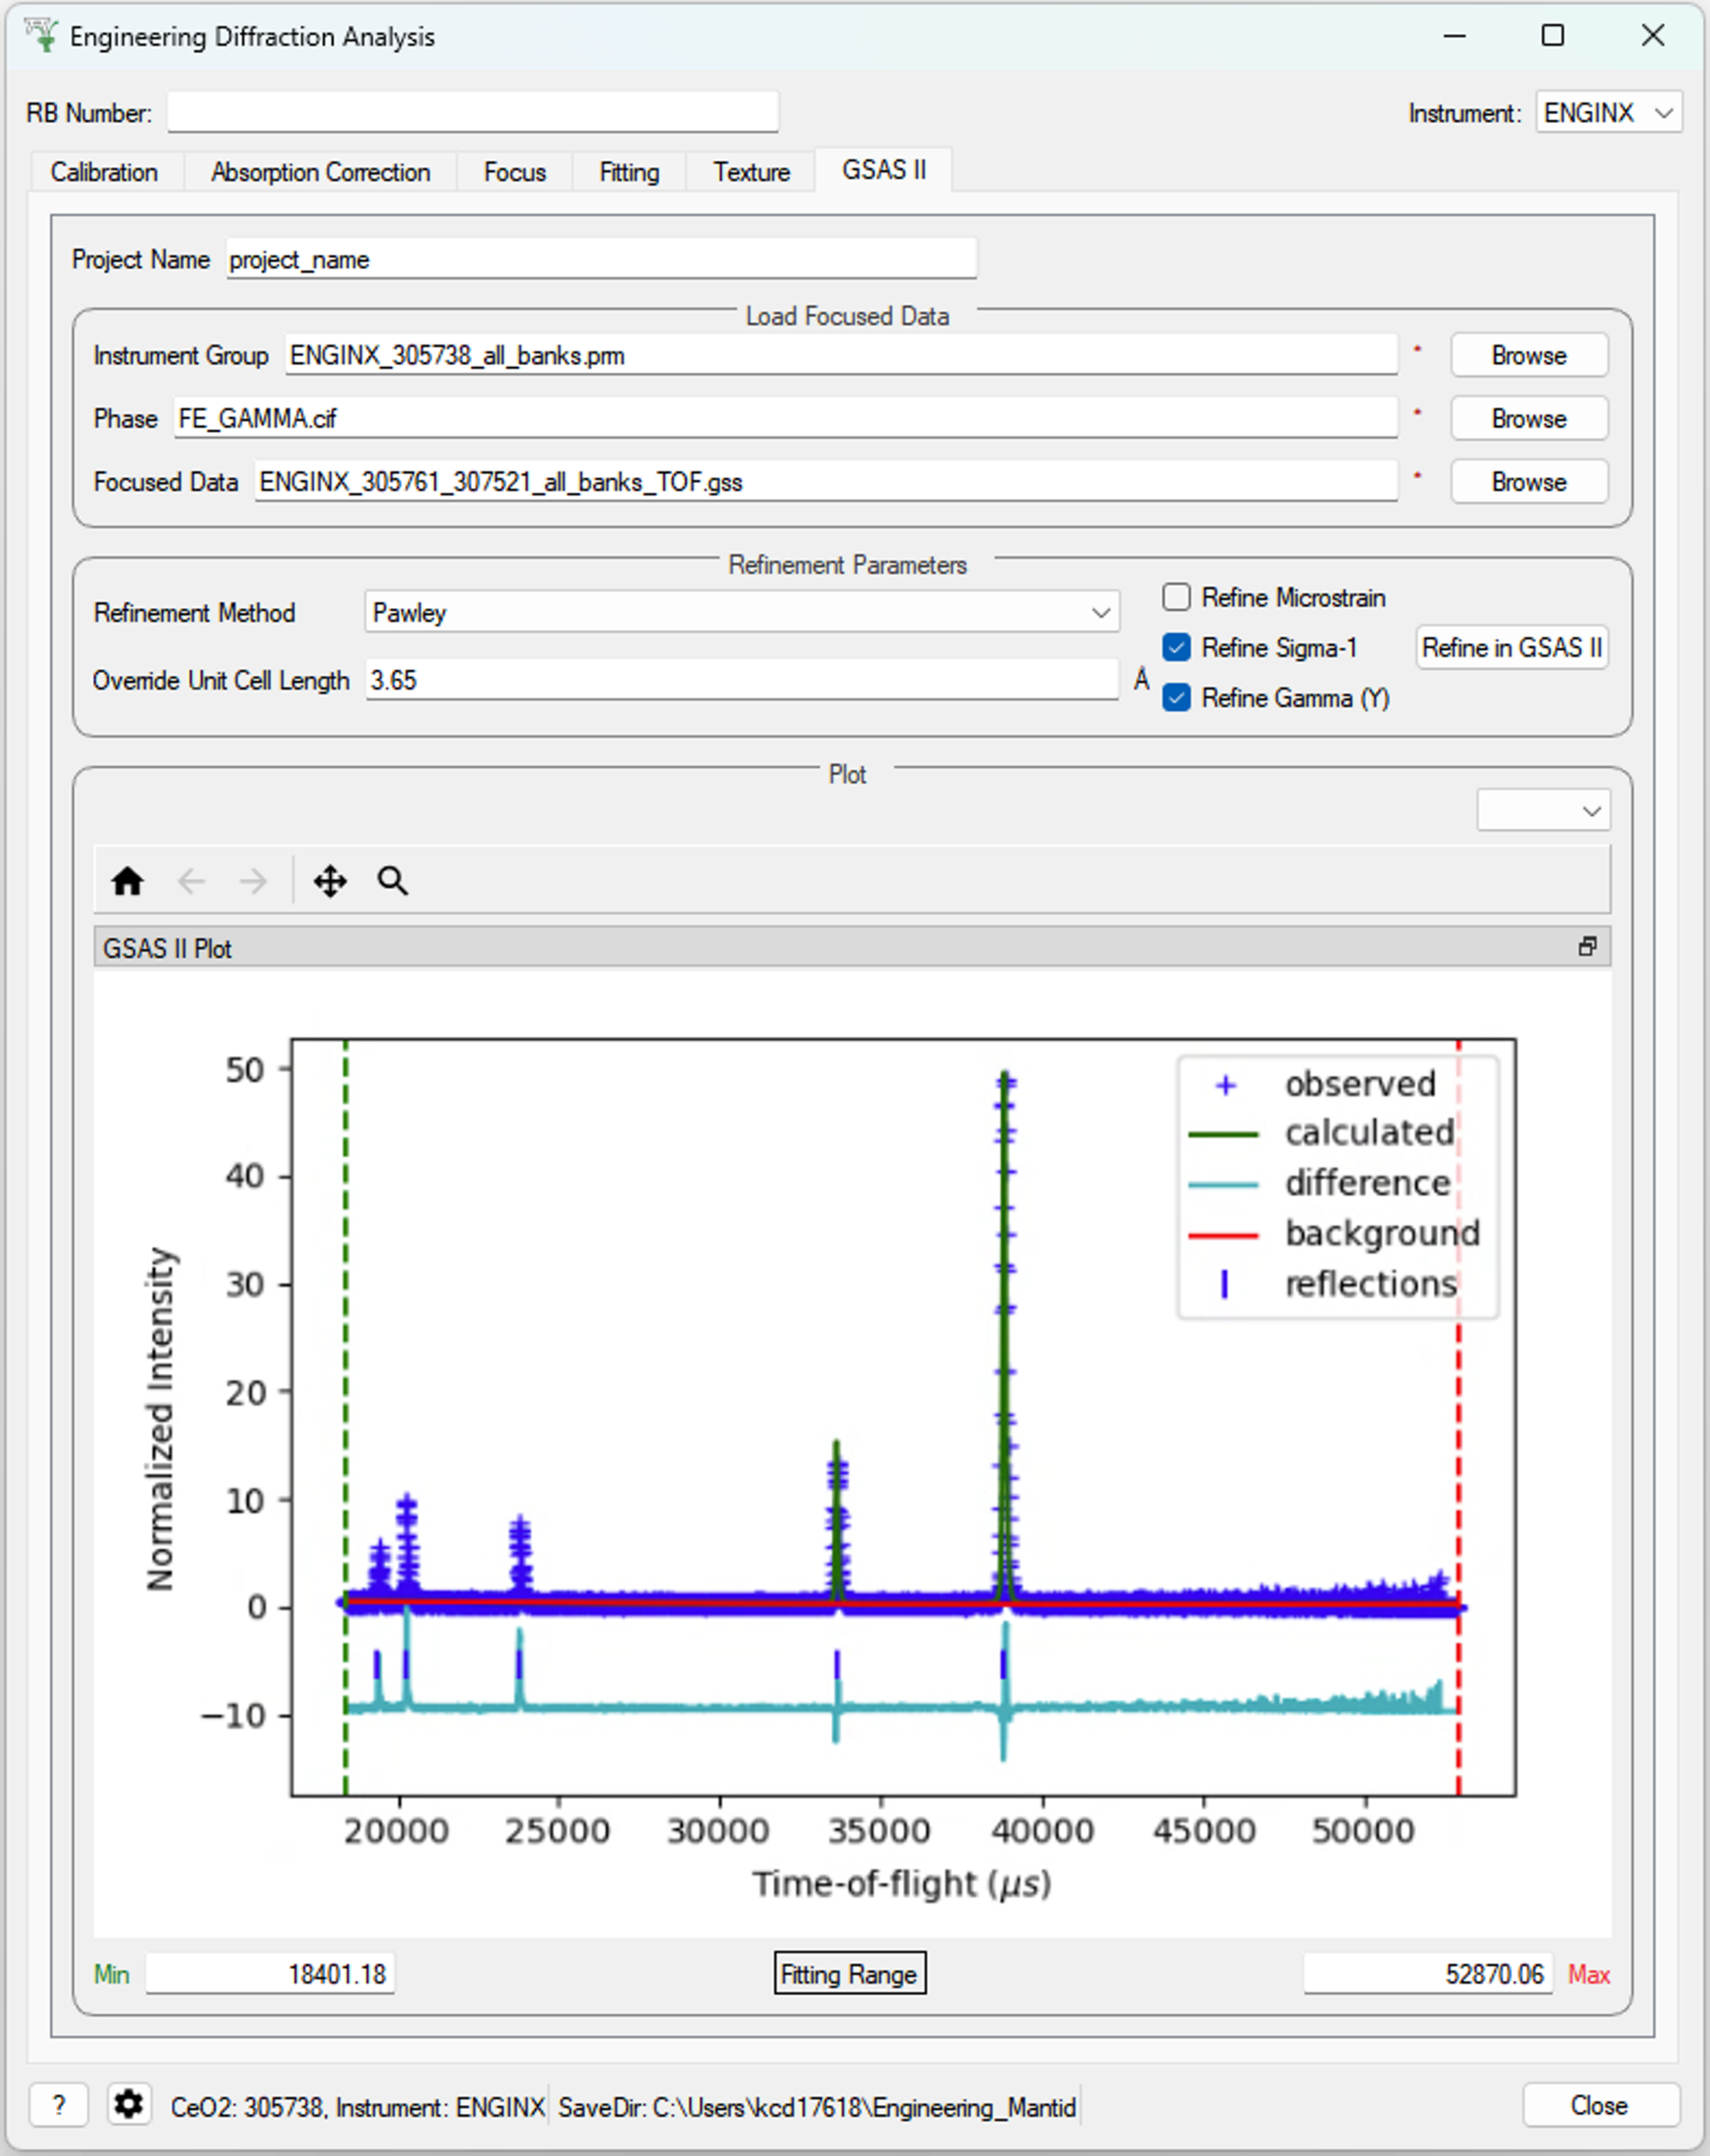 Engineering Diffraction Analysis
RB Number:
Instrument: ENGINX
Calibration Absorption Correction Focus Fitting Texture GSAS II
Project Name project_name
Load Focused Data
Instrument Group ENGINX_305738_all_banks.prm * Browse
Phase FE_GAMMA.cif * Browse
Focused Data ENGINX_305761_307521_all_banks_TOF.gss * Browse
Refinement Parameters
Refinement Method Pawley
Refine Microstrain
Refine Sigma-1
Refine in GSAS II
Override Unit Cell Length 3.65 Å
Refine Gamma (Y)
Plot
GSAS II Plot
50
40
30
20
10
0
−10
Normalized Intensity
observed
calculated
difference
background
reflections
20000 25000 30000 35000 40000 45000 50000
Time-of-flight (μs)
Min 18401.18 Fitting Range 52870.06 Max
? CeO2: 305738, Instrument: ENGINX SaveDir: C:\Users\kcd17618\Engineering_Mantid Close